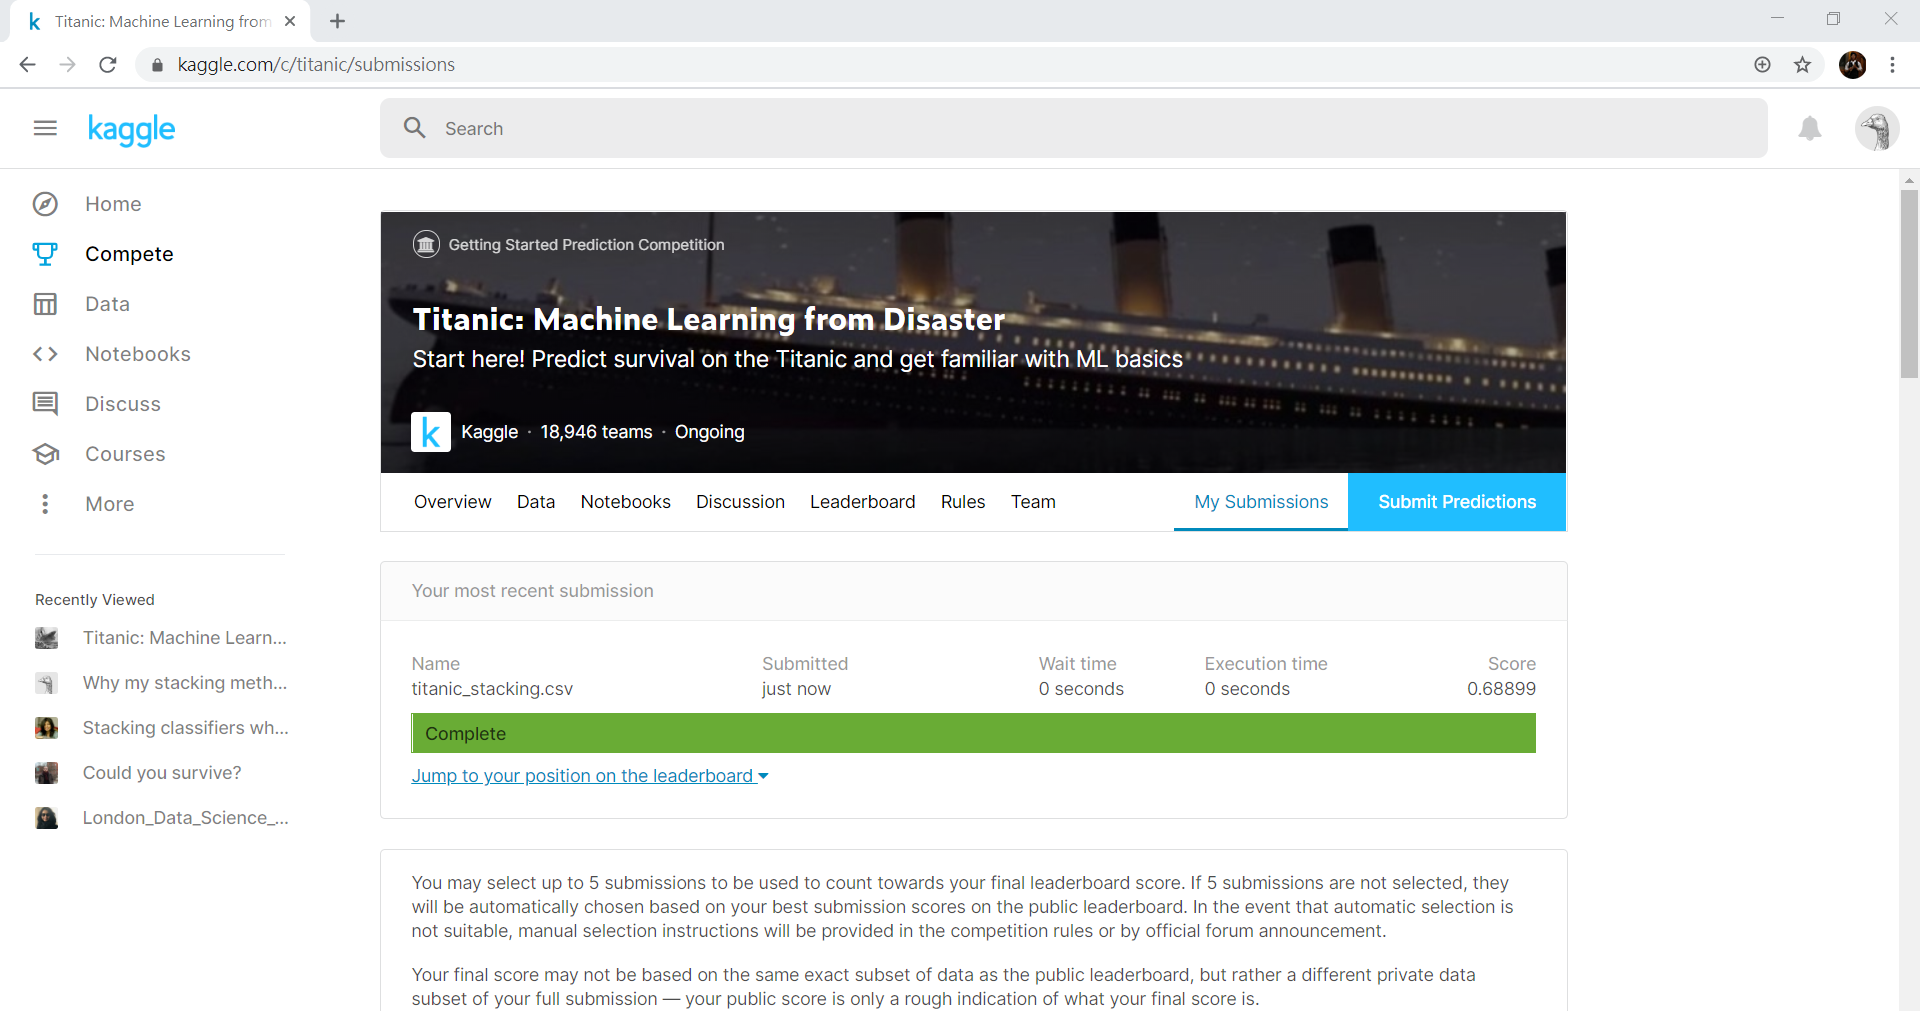 Titanic: Machine Learning from
kaggle.com/c/titanic/submissions
kaggle
Search
Home
Compete
Data
Notebooks
Discuss
Courses
More
Recently Viewed
Titanic: Machine Learn...
Why my stacking meth...
Stacking classifiers wh...
Could you survive?
London_Data_Science_...
Getting Started Prediction Competition
Titanic: Machine Learning from Disaster
Start here! Predict survival on the Titanic and get familiar with ML basics
k Kaggle · 18,946 teams · Ongoing
Overview Data Notebooks Discussion Leaderboard Rules Team My Submissions Submit Predictions
Your most recent submission
Name Submitted Wait time Execution time Score
titanic_stacking.csv just now 0 seconds 0 seconds 0.68899
Complete
Jump to your position on the leaderboard
You may select up to 5 submissions to be used to count towards your final leaderboard score. If 5 submissions are not selected, they
will be automatically chosen based on your best submission scores on the public leaderboard. In the event that automatic selection is
not suitable, manual selection instructions will be provided in the competition rules or by official forum announcement.
Your final score may not be based on the same exact subset of data as the public leaderboard, but rather a different private data
subset of your full submission — your public score is only a rough indication of what your final score is.